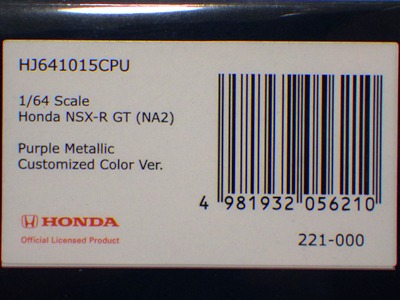 HJ641015CPU
1/64 Scale
Honda NSX-R GT (NA2)
Purple Metallic
Customized Color Ver.
4 981932 056210
HONDA
Official Licensed Product
221-000